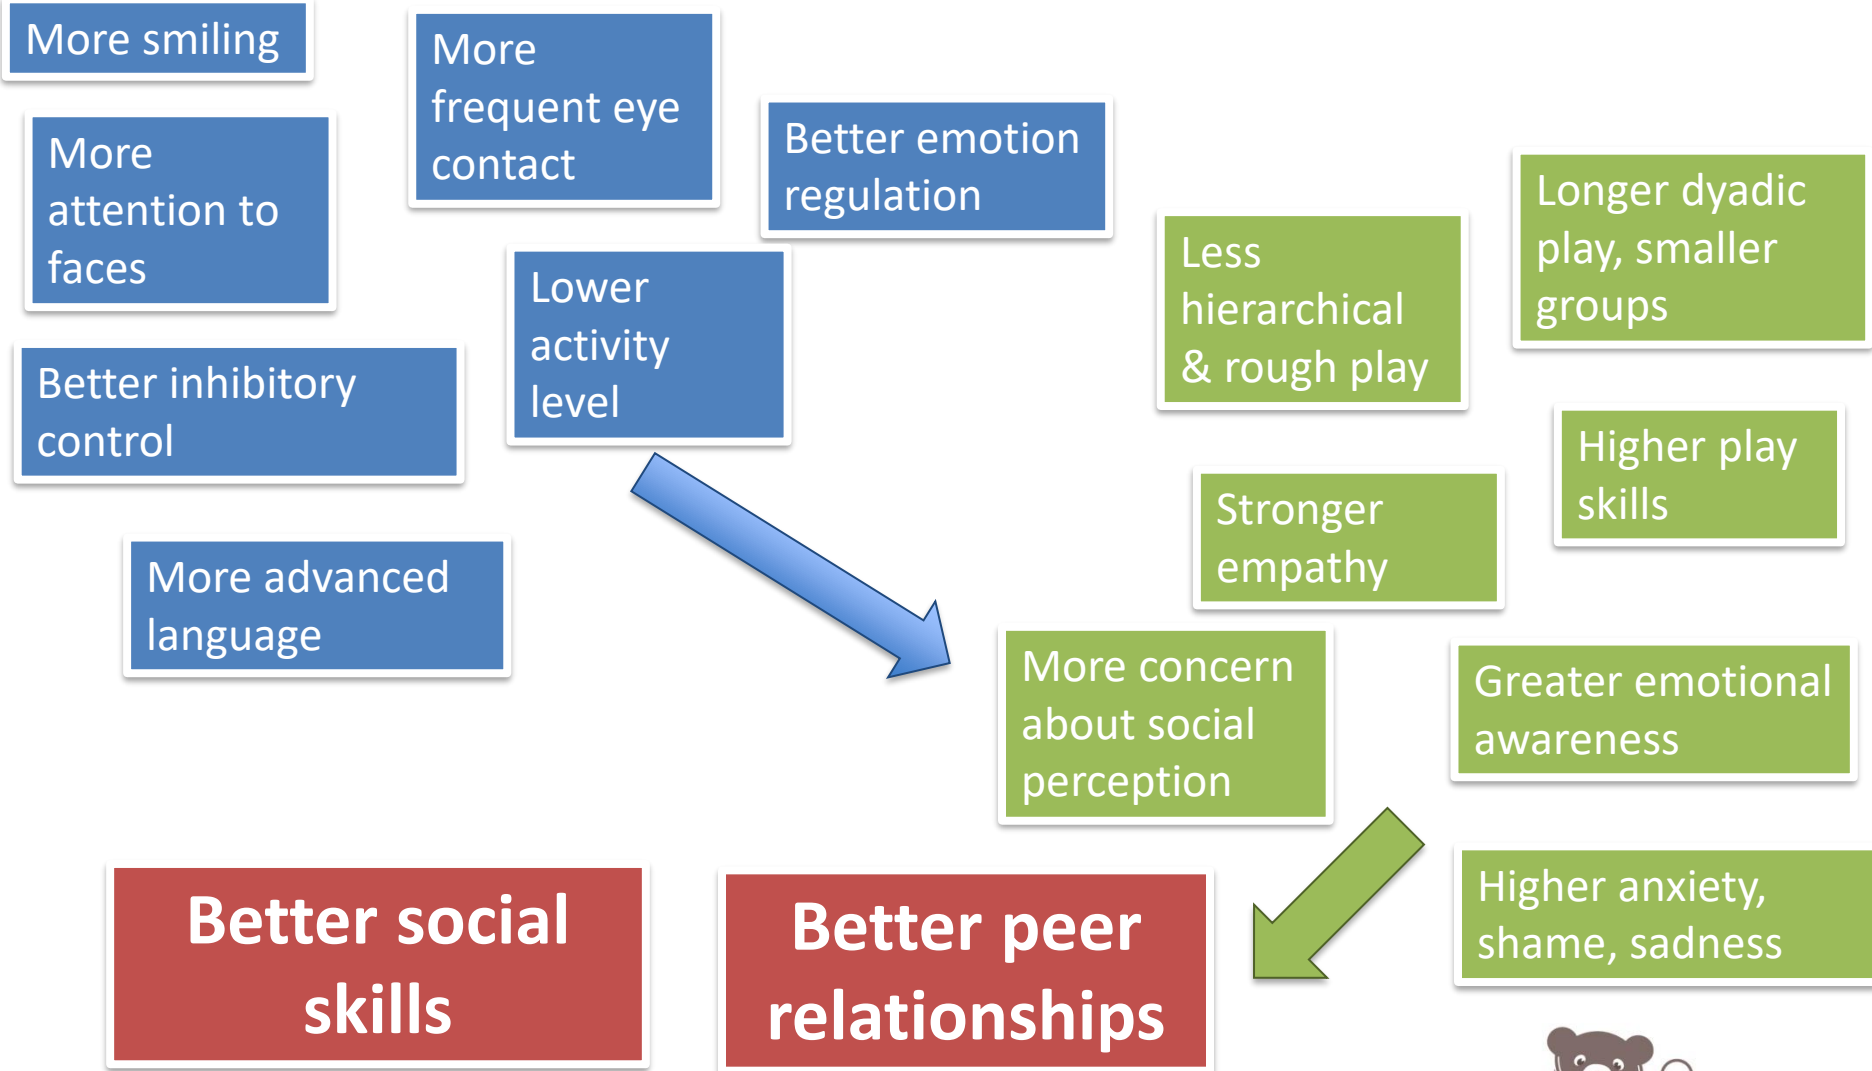 More smiling
More
frequent eye
contact
Better emotion
regulation
More
attention to
faces
Lower
activity
level
Better inhibitory
control
More advanced
language
Less
hierarchical
& rough play
Longer dyadic
play, smaller
groups
Higher play
skills
Stronger
empathy
More concern
about social
perception
Greater emotional
awareness
Higher anxiety,
shame, sadness
Better social
skills
Better peer
relationships